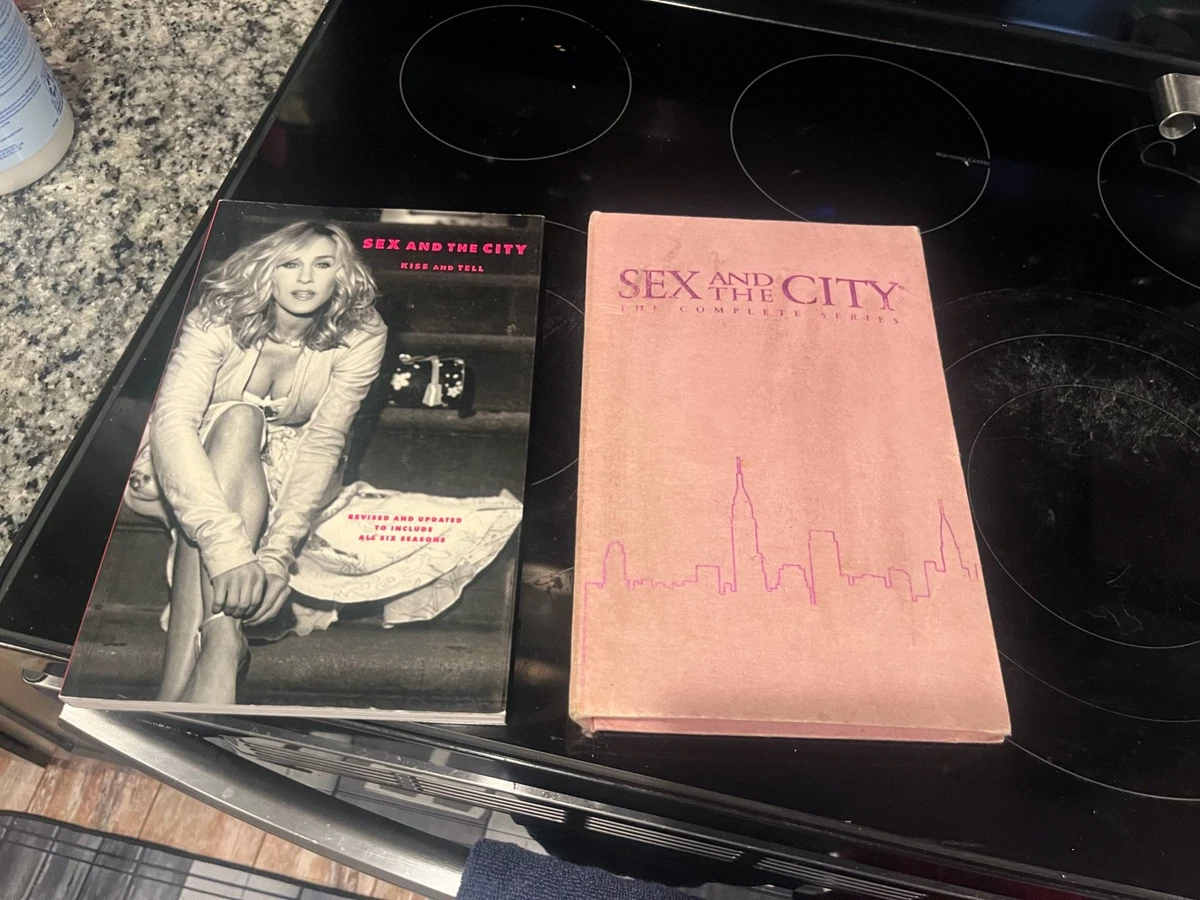 SEX AND THE CITY
KISS AND TELL
REVISED AND UPDATED
TO INCLUDE
ALL SIX SEASONS
SEX AND THE CITY
THE COMPLETE SERIES